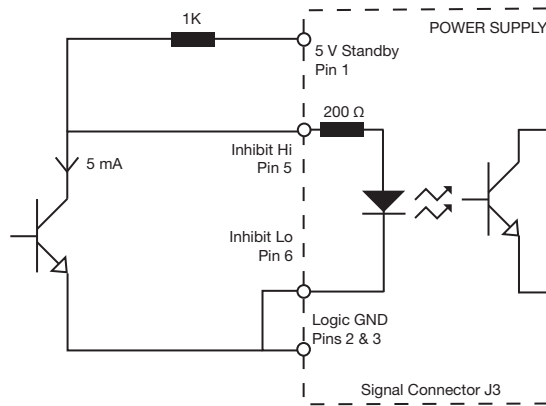 1K
POWER SUPPLY
5 V Standby
Pin 1
200 Ω
Inhibit Hi
Pin 5
5 mA
Inhibit Lo
Pin 6
Logic GND
Pins 2 & 3
Signal Connector J3